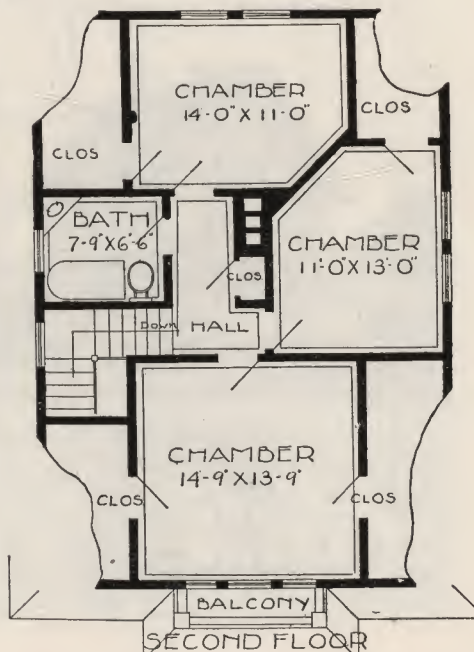 CHAMBER
14'-0" X 11'-0"
CLOS
CLOS
BATH
7'-9" X 6'-6"
CHAMBER
11'-0" X 13'-0"
CLOS
DOWN
HALL
CHAMBER
14'-9" X 13'-9"
CLOS
CLOS
BALCONY
SECOND FLOOR